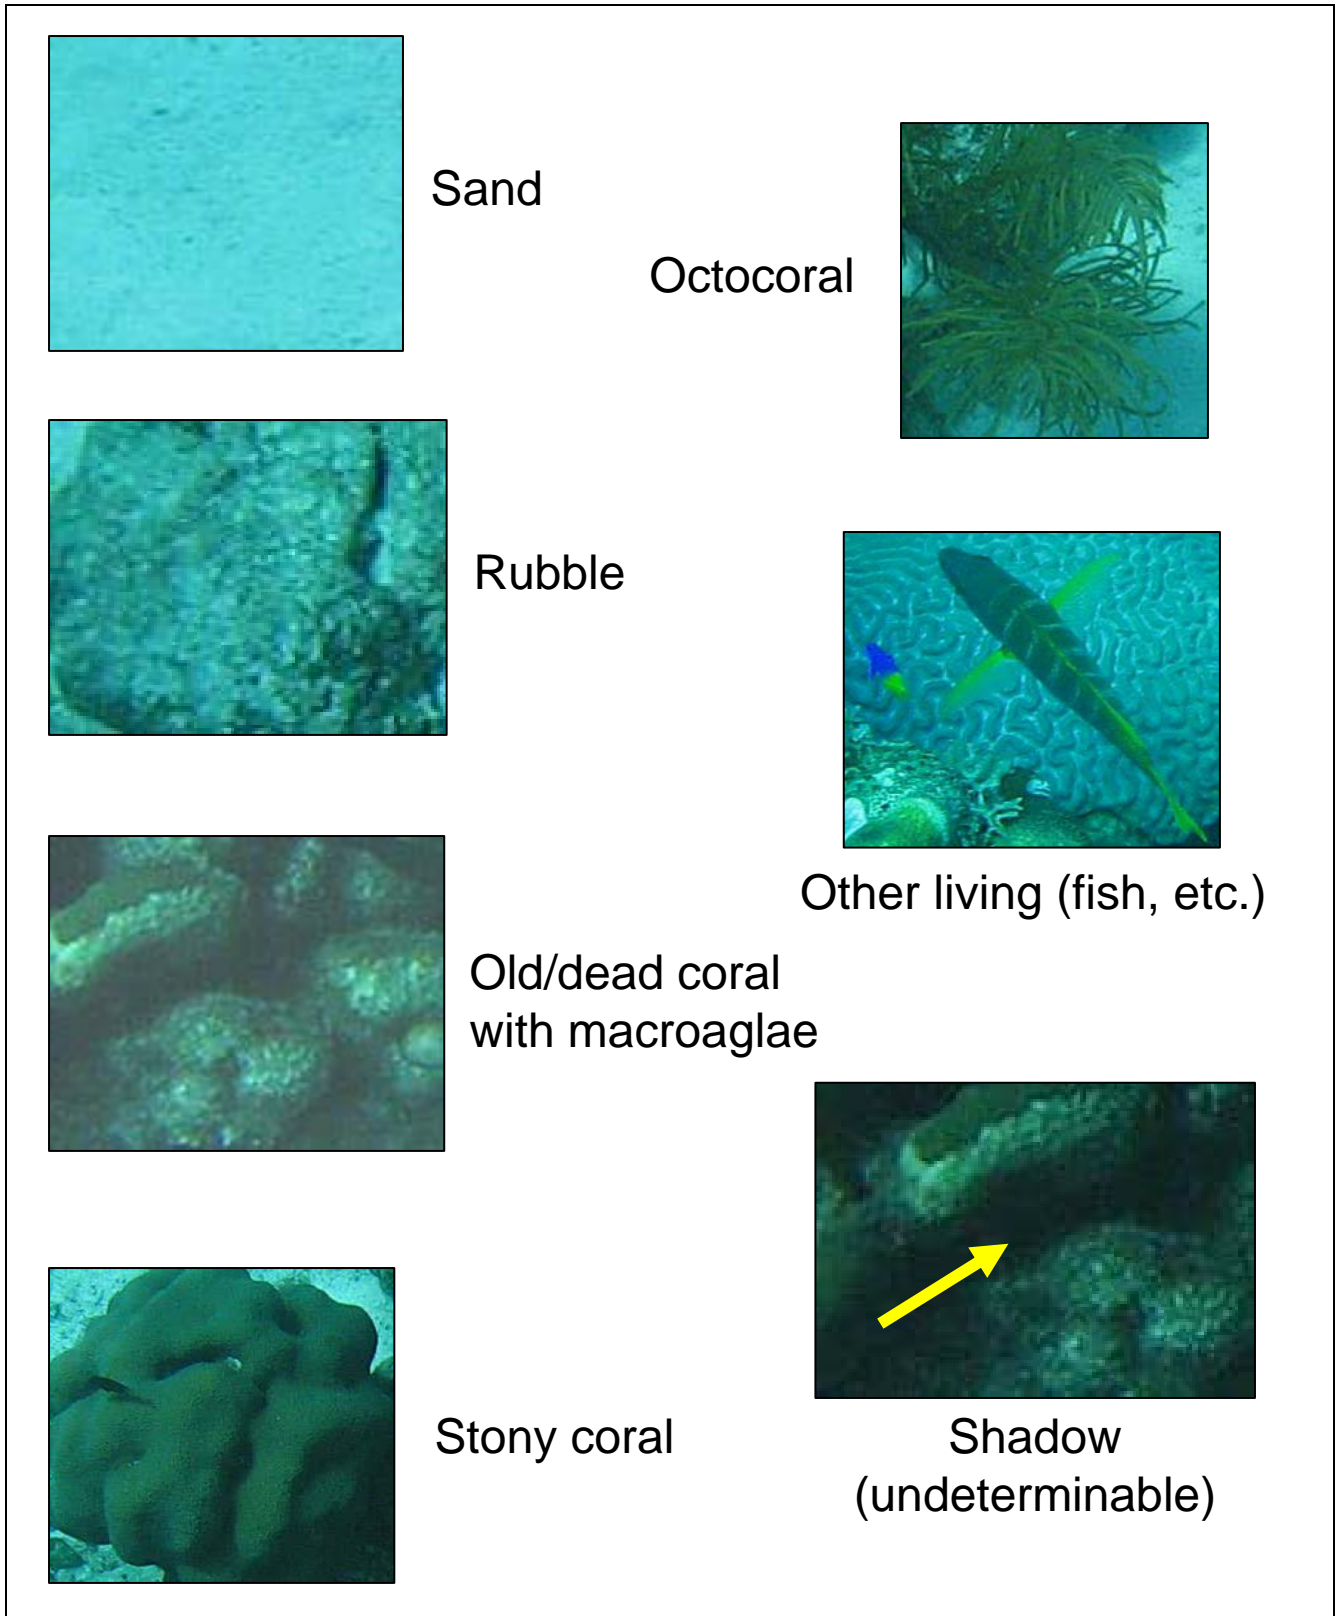 Sand
Octocoral
Rubble
Other living (fish, etc.)
Old/dead coral
with macroaglae
Stony coral
Shadow
(undeterminable)